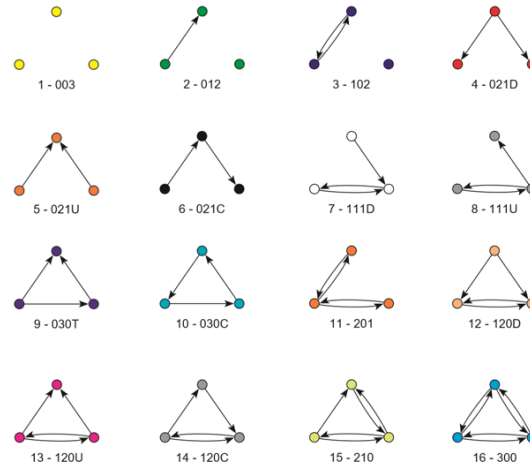 1 - 003
2 - 012
3 - 102
4 - 021D
5 - 021U
6 - 021C
7 - 111D
8 - 111U
9 - 030T
10 - 030C
11 - 201
12 - 120D
13 - 120U
14 - 120C
15 - 210
16 - 300